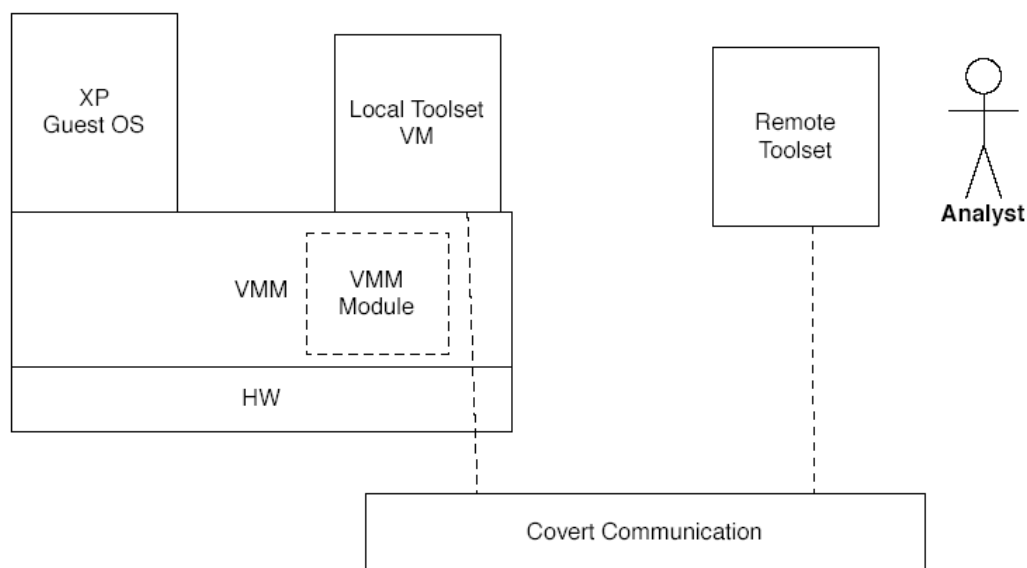 XP
Guest OS
Local Toolset
VM
Remote
Toolset
Analyst
VMM
VMM
Module
HW
Covert Communication